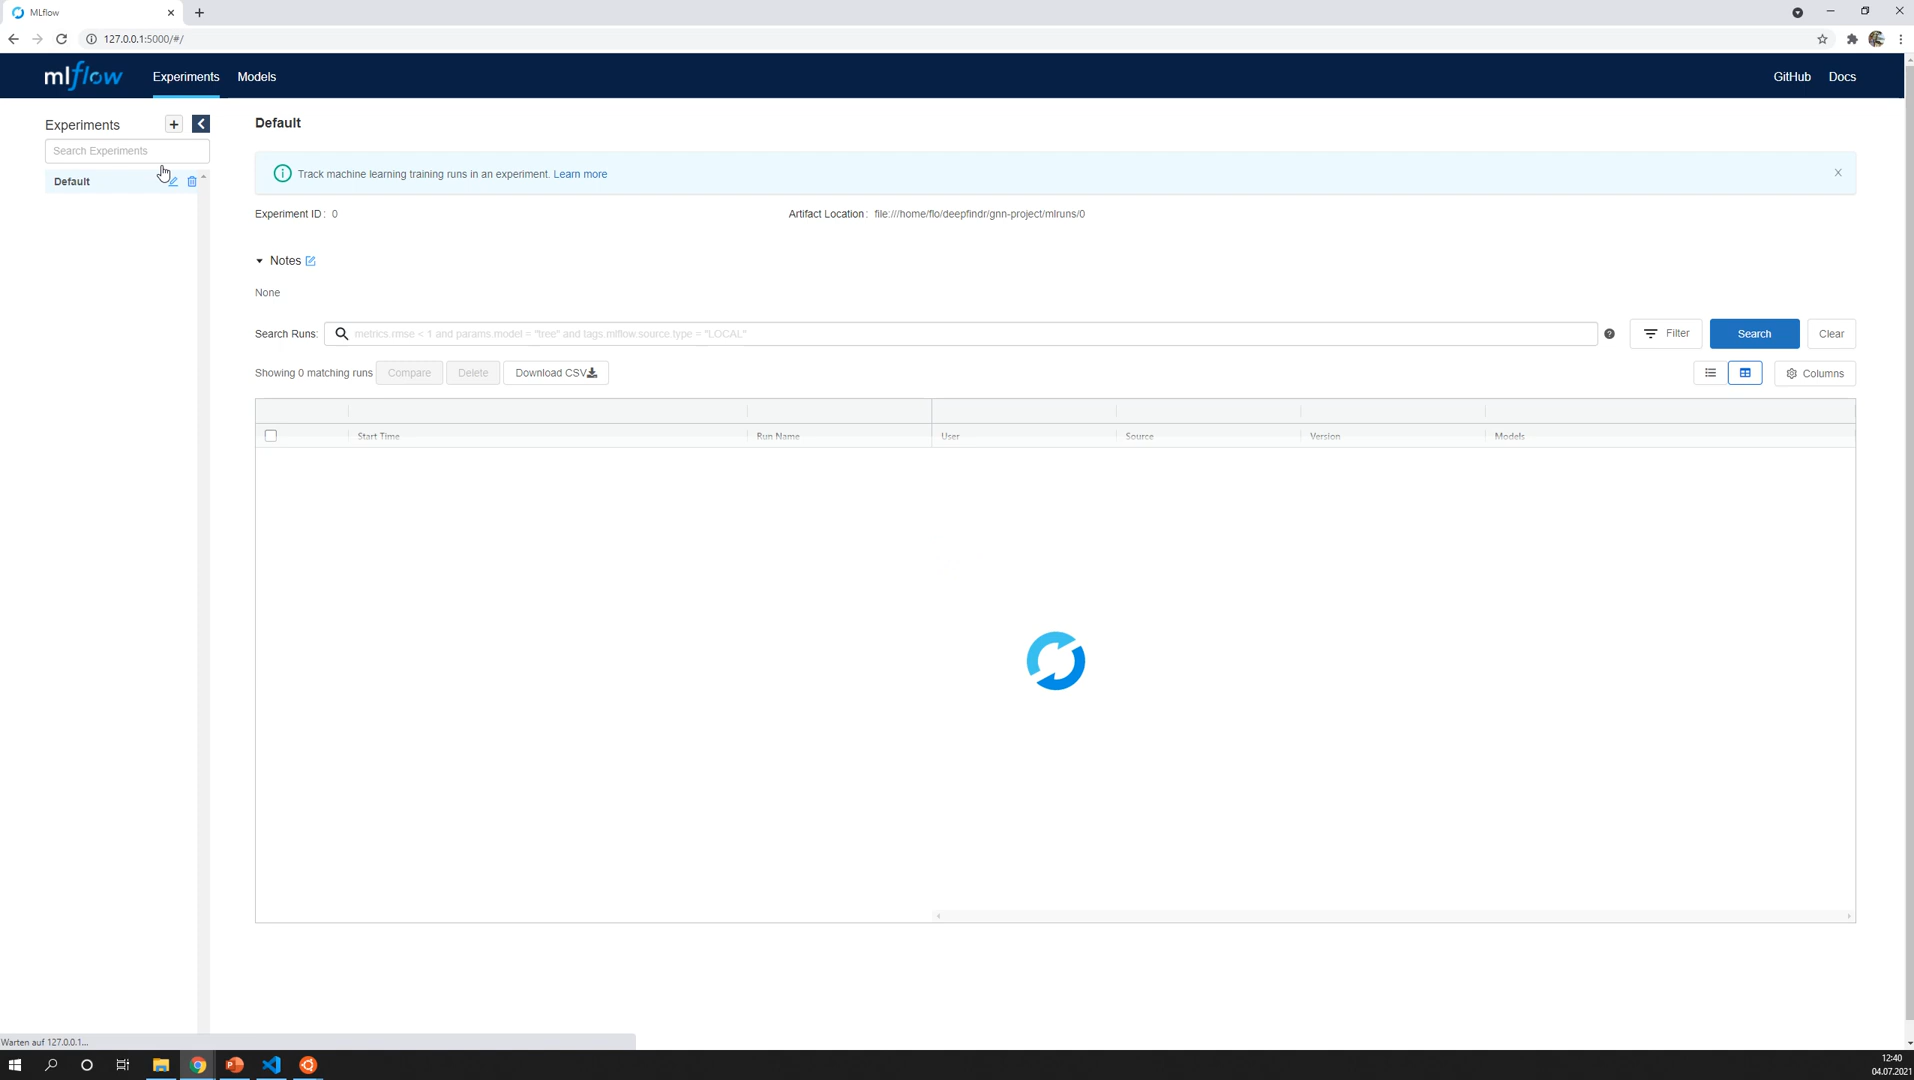 MLflow
127.0.0.1:5000/#/
mlflow Experiments Models GitHub Docs
Experiments
Search Experiments
Default
Default
Track machine learning training runs in an experiment. Learn more
Experiment ID: 0 Artifact Location: file:///home/flo/deepfindr/gnn-project/mlruns/0
Notes
None
Search Runs: metrics.rmse < 1 and params.model = "tree" and tags.mlflow.source.type = "LOCAL" Filter Search Clear
Showing 0 matching runs Compare Delete Download CSV Columns
Start Time Run Name User Source Version Models
Warten auf 127.0.0.1...
12:40
04.07.2021